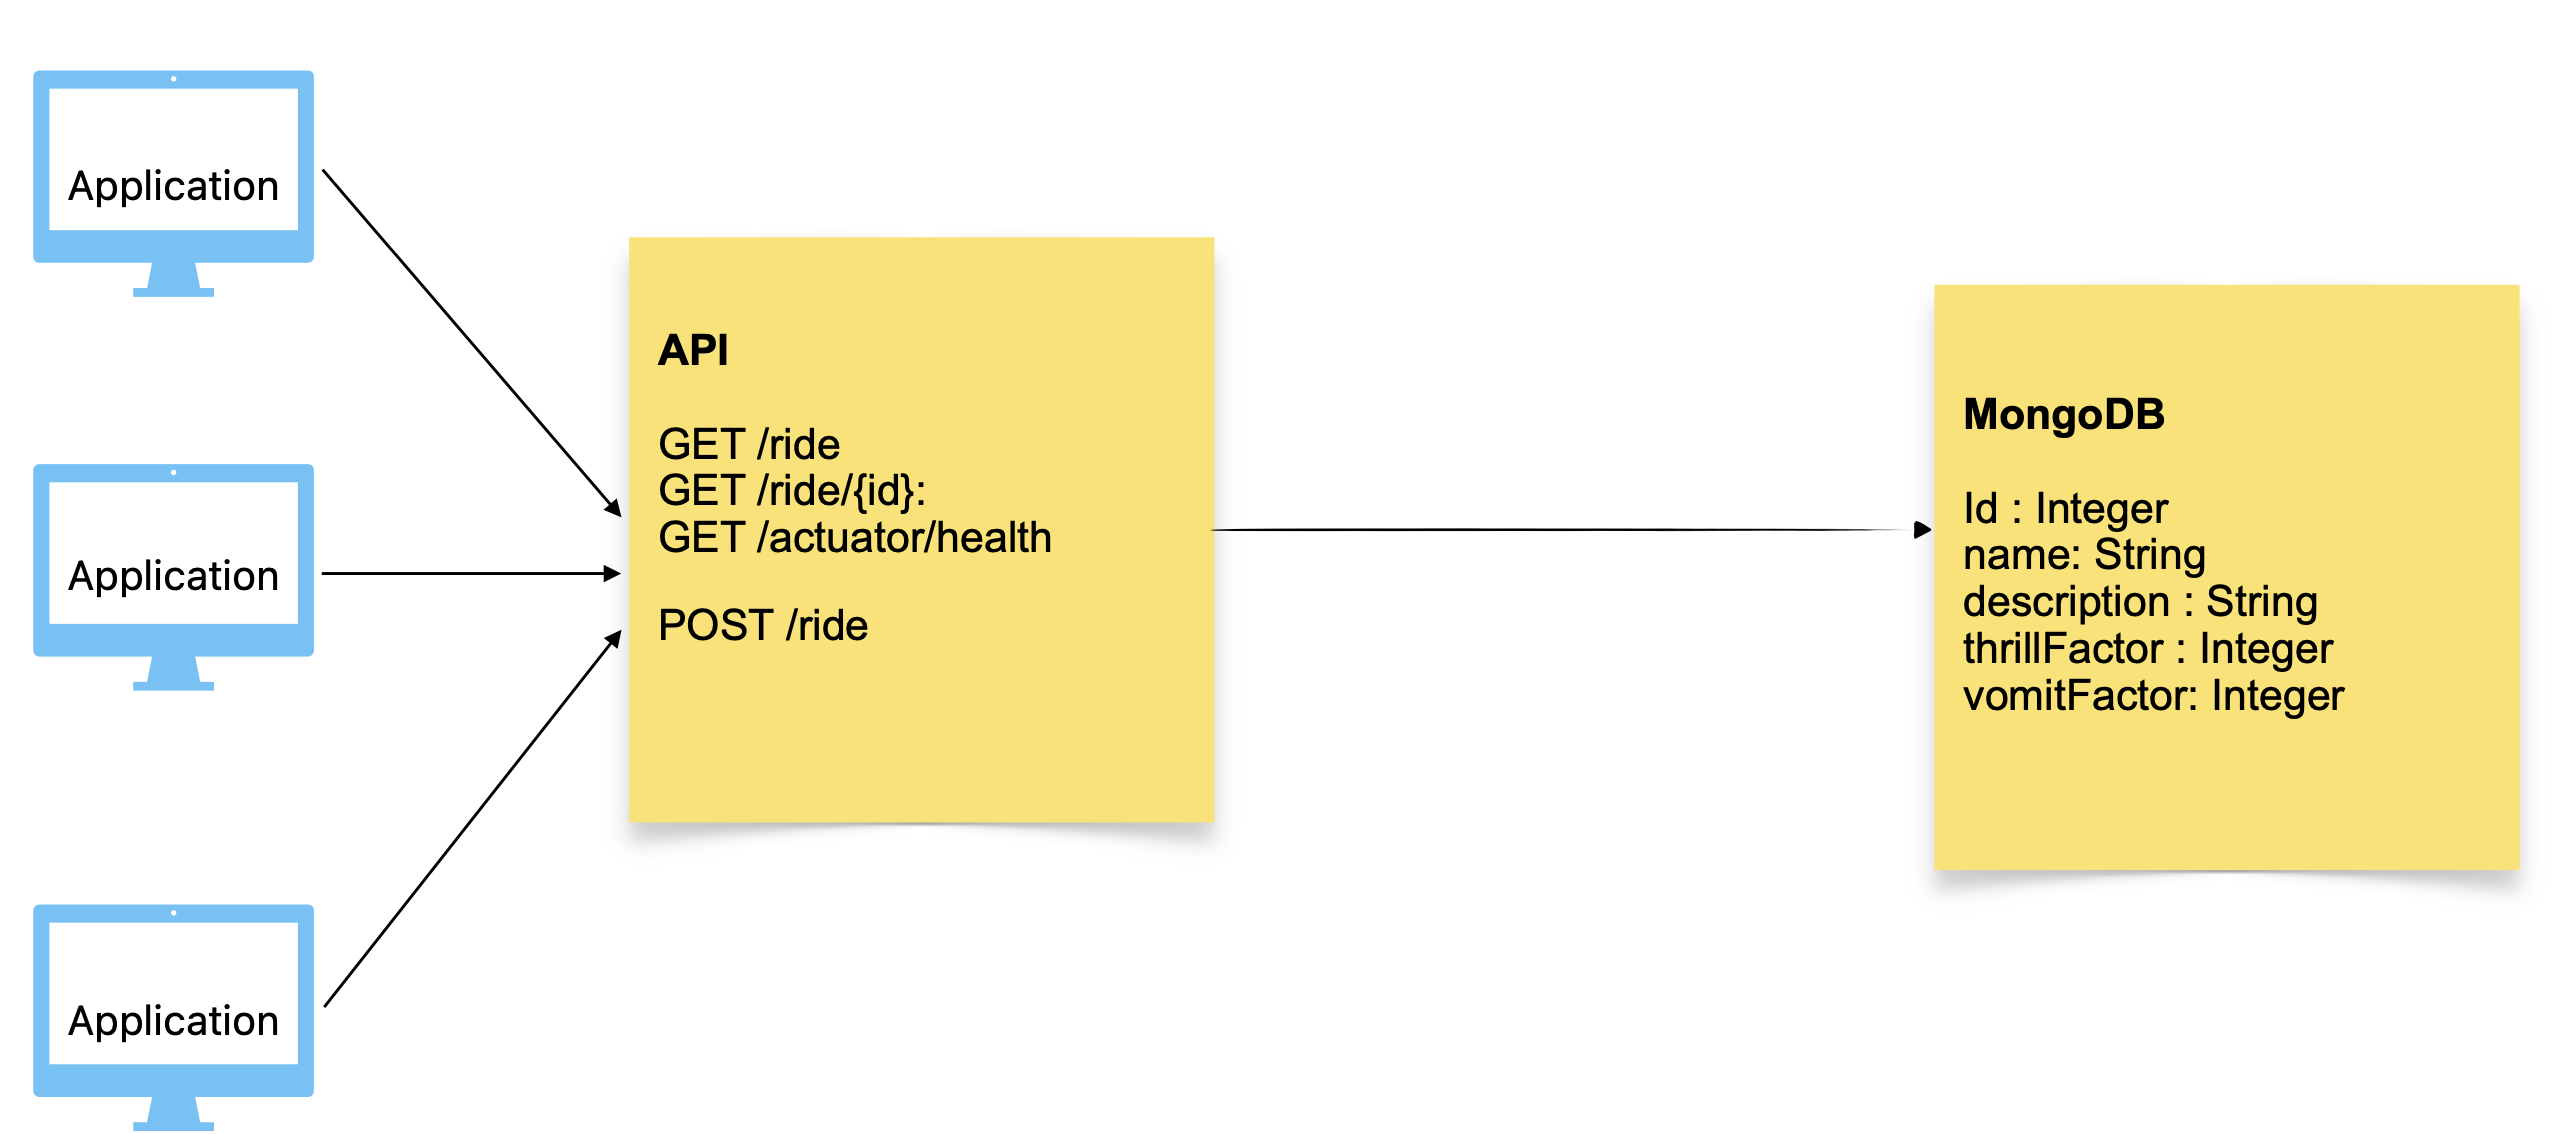 Application
Application
Application
API
GET /ride
GET /ride/{id}:
GET /actuator/health
POST /ride
MongoDB
Id : Integer
name: String
description : String
thrillFactor : Integer
vomitFactor: Integer